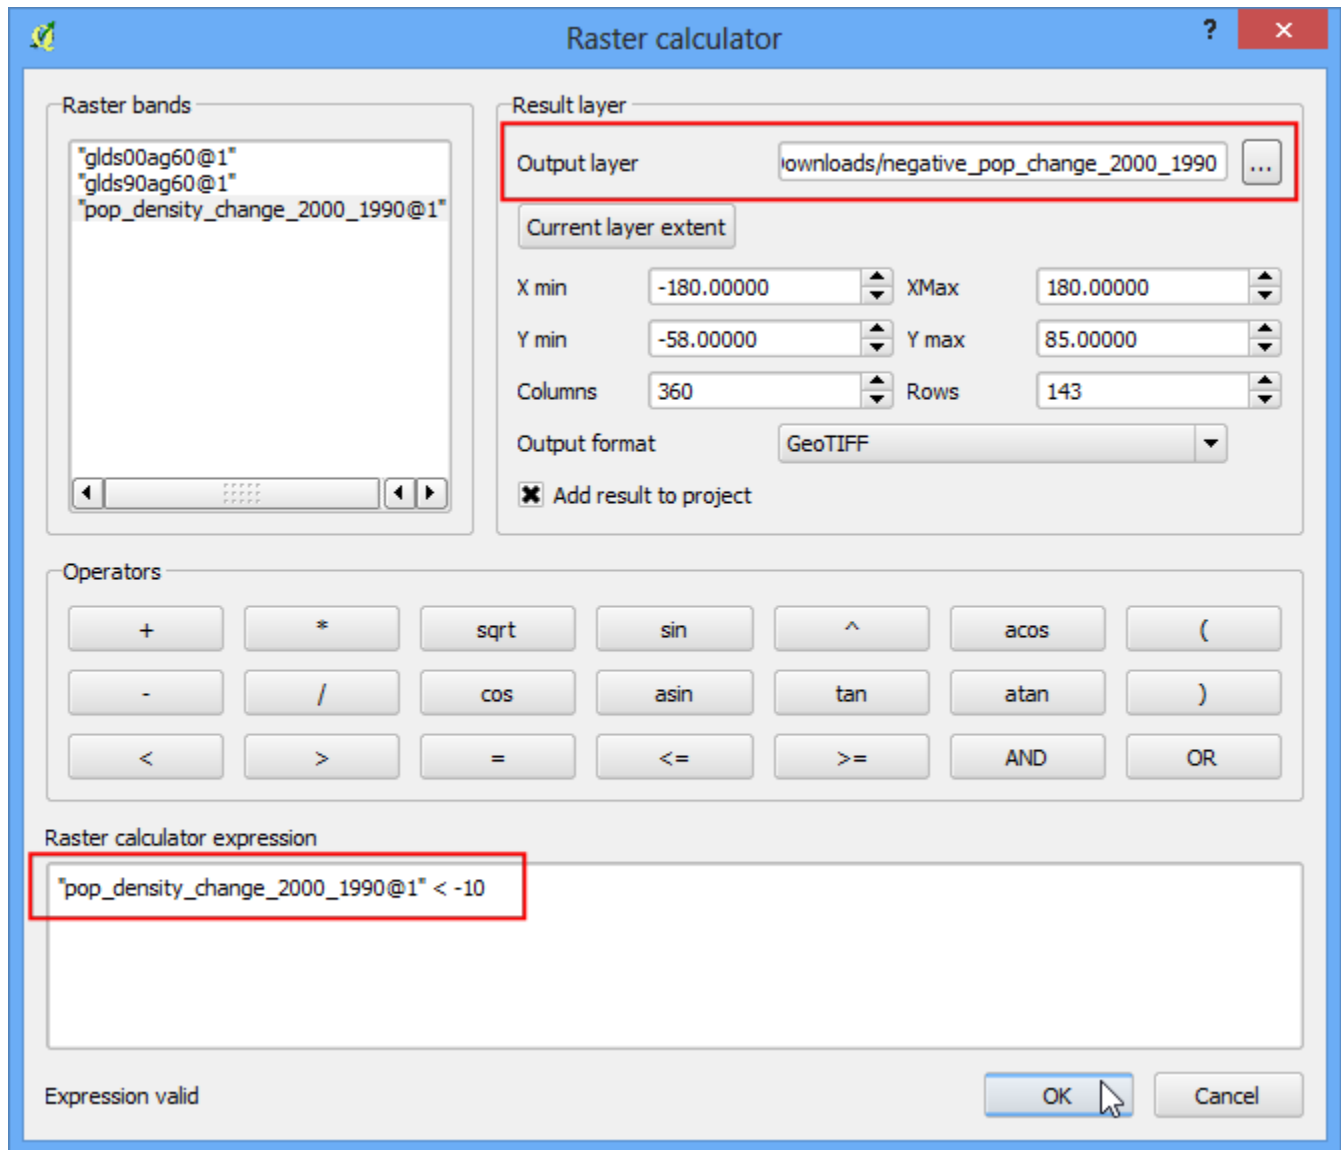 Raster calculator
?
Raster bands
"glds00ag60@1"
"glds90ag60@1"
"pop_density_change_2000_1990@1"
Result layer
Output layer
ownloads/negative_pop_change_2000_1990
...
Current layer extent
X min -180.00000 XMax 180.00000
Y min -58.00000 Y max 85.00000
Columns 360 Rows 143
Output format GeoTIFF
Add result to project
Operators
+ * sqrt sin ^ acos (
- / cos asin tan atan )
< > = <= >= AND OR
Raster calculator expression
"pop_density_change_2000_1990@1" < -10
Expression valid
OK Cancel